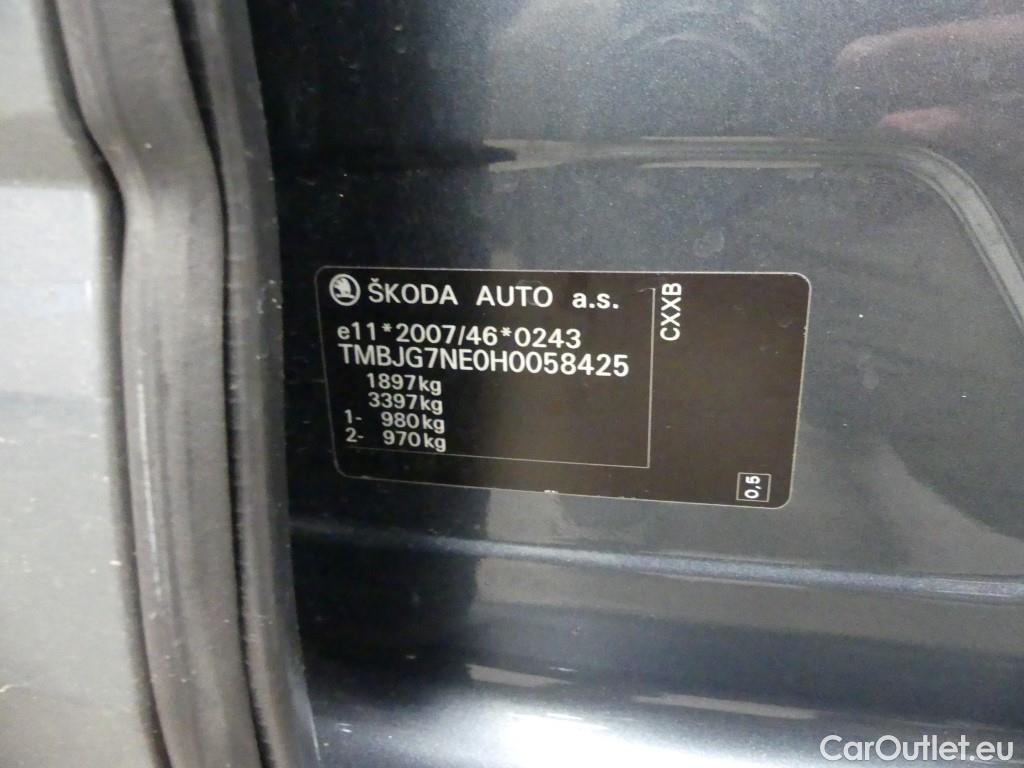 ŠKODA AUTO a.s.
e11*2007/46*0243
TMBJG7NE0H0058425
1897kg
3397kg
1- 980kg
2- 970kg
CXXB
0,5
CarOutlet.eu